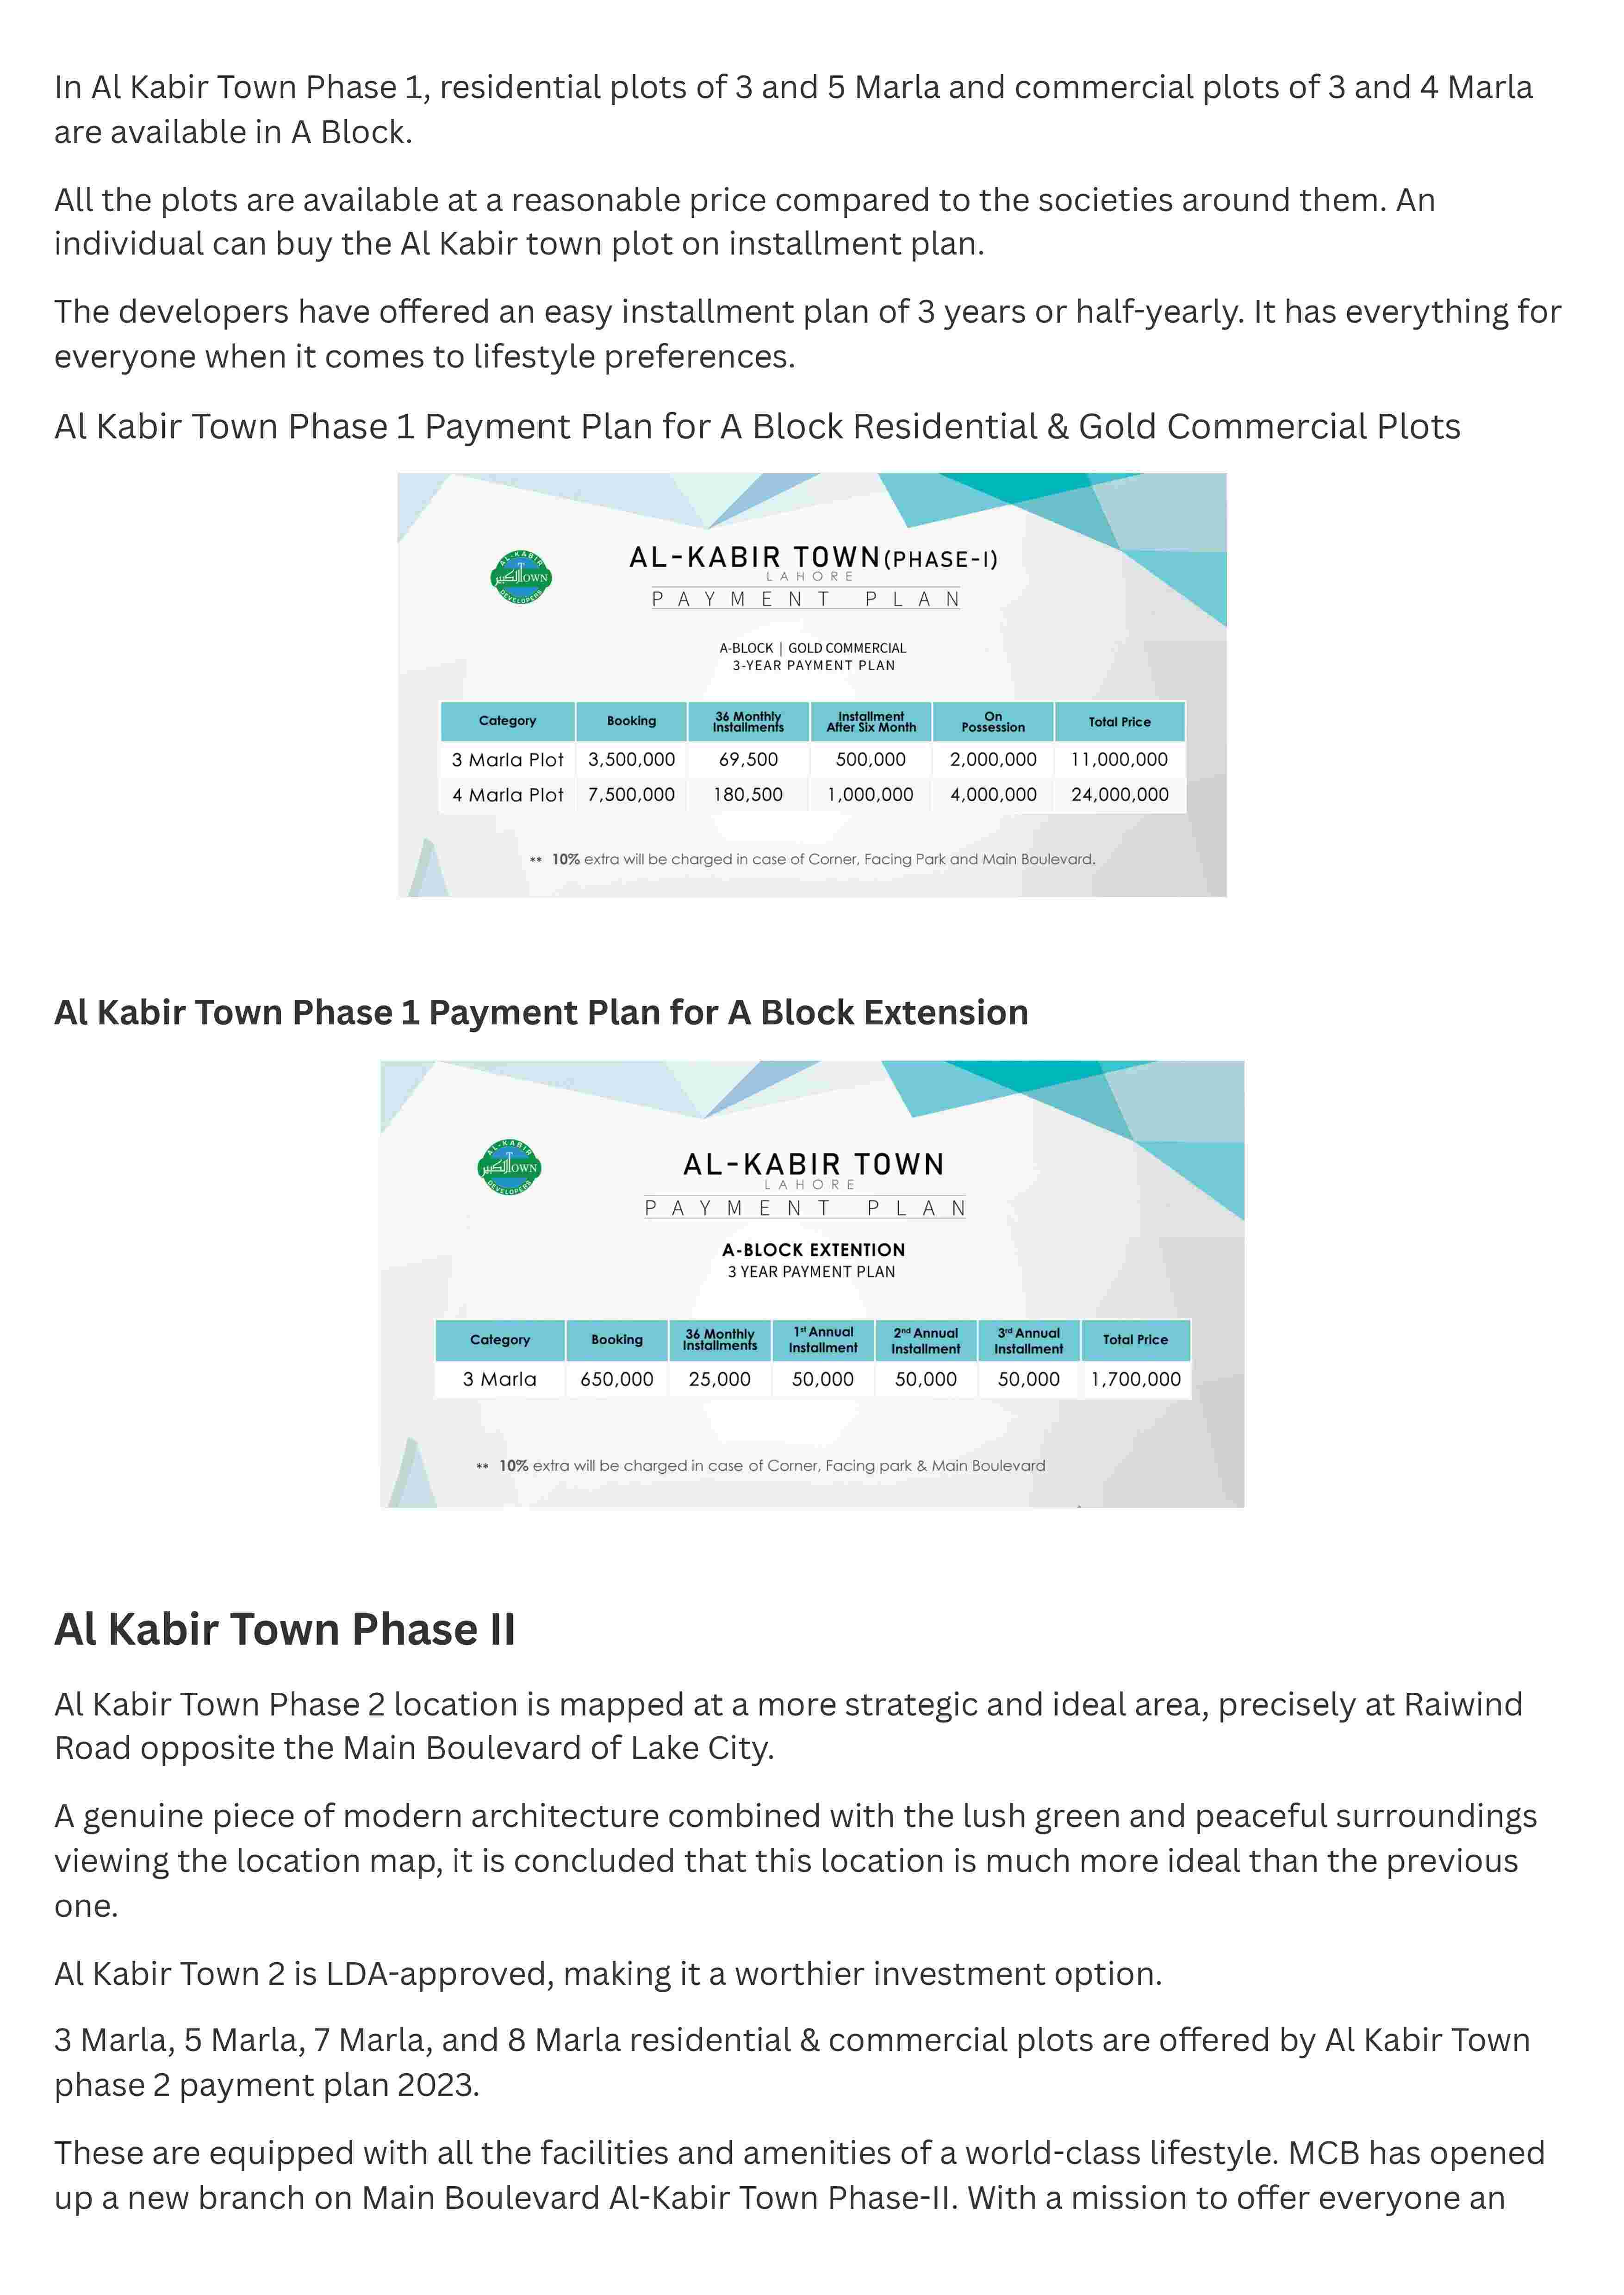 In Al Kabir Town Phase 1, residential plots of 3 and 5 Marla and commercial plots of 3 and 4 Marla
are available in A Block.
All the plots are available at a reasonable price compared to the societies around them. An
individual can buy the Al Kabir town plot on installment plan.
The developers have offered an easy installment plan of 3 years or half-yearly. It has everything for
everyone when it comes to lifestyle preferences.
Al Kabir Town Phase 1 Payment Plan for A Block Residential & Gold Commercial Plots
AL-KABIR
الكبير TOWN
DEVELOPERS
AL-KABIR TOWN (PHASE-I)
LAHORE
PAYMENT PLAN
A-BLOCK | GOLD COMMERCIAL
3-YEAR PAYMENT PLAN
Category Booking 36 Monthly Installments Installment After Six Month On Possession Total Price
3 Marla Plot 3,500,000 69,500 500,000 2,000,000 11,000,000
4 Marla Plot 7,500,000 180,500 1,000,000 4,000,000 24,000,000
** 10% extra will be charged in case of Corner, Facing Park and Main Boulevard.
Al Kabir Town Phase 1 Payment Plan for A Block Extension
AL-KABIR
الكبير TOWN
DEVELOPERS
AL-KABIR TOWN
LAHORE
PAYMENT PLAN
A-BLOCK EXTENTION
3 YEAR PAYMENT PLAN
Category Booking 36 Monthly Installments 1st Annual Installment 2nd Annual Installment 3rd Annual Installment Total Price
3 Marla 650,000 25,000 50,000 50,000 50,000 1,700,000
** 10% extra will be charged in case of Corner, Facing park & Main Boulevard
Al Kabir Town Phase II
Al Kabir Town Phase 2 location is mapped at a more strategic and ideal area, precisely at Raiwind
Road opposite the Main Boulevard of Lake City.
A genuine piece of modern architecture combined with the lush green and peaceful surroundings
viewing the location map, it is concluded that this location is much more ideal than the previous
one.
Al Kabir Town 2 is LDA-approved, making it a worthier investment option.
3 Marla, 5 Marla, 7 Marla, and 8 Marla residential & commercial plots are offered by Al Kabir Town
phase 2 payment plan 2023.
These are equipped with all the facilities and amenities of a world-class lifestyle. MCB has opened
up a new branch on Main Boulevard Al-Kabir Town Phase-II. With a mission to offer everyone an